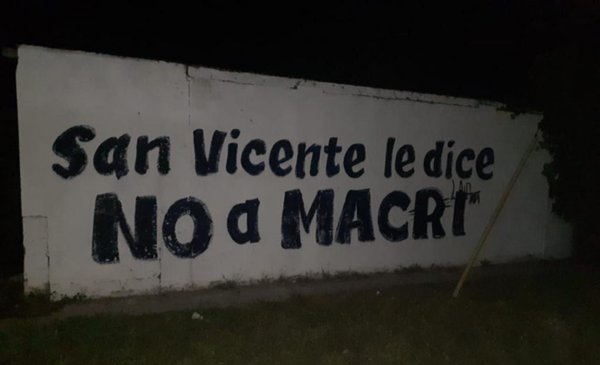 San Vicente le dice
NO a MACRI